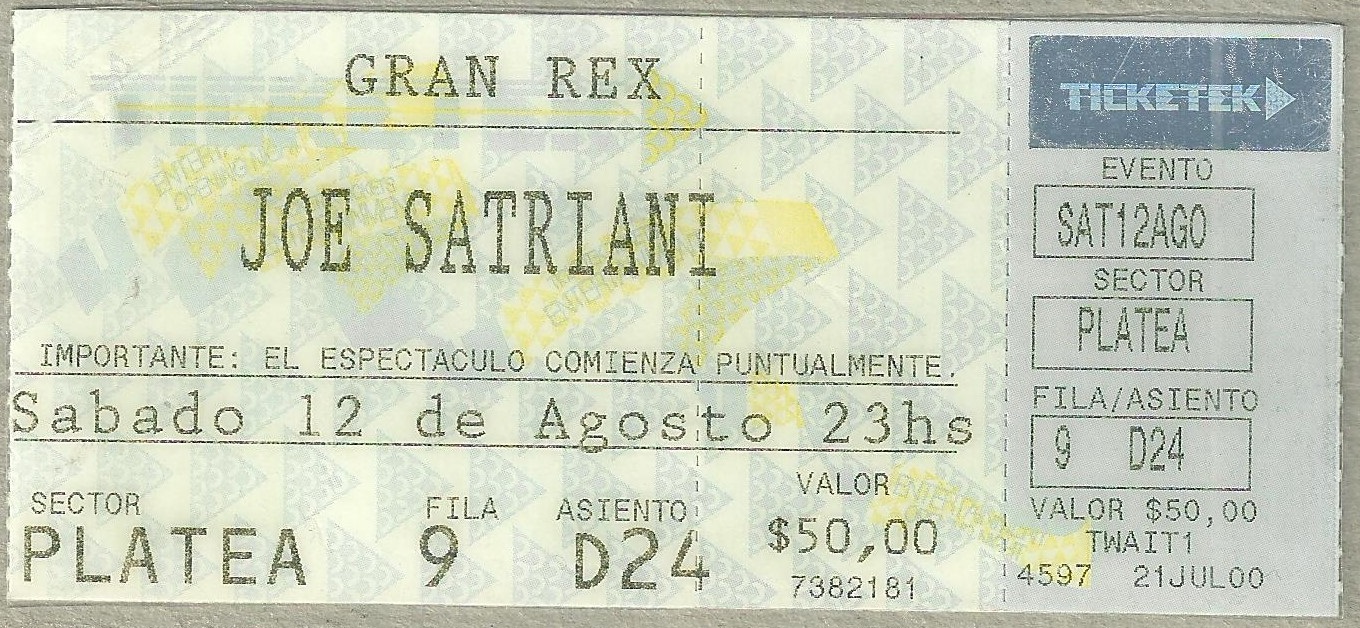 GRAN REX
JOE SATRIANI
IMPORTANTE: EL ESPECTACULO COMIENZA PUNTUALMENTE.
Sabado 12 de Agosto 23hs
SECTOR FILA ASIENTO VALOR
PLATEA 9 D24 $50,00
7382181
TICKETEK
EVENTO
SAT12AGO
SECTOR
PLATEA
FILA/ASIENTO
9 D24
VALOR $50,00
TWAIT1
4597 21JUL00